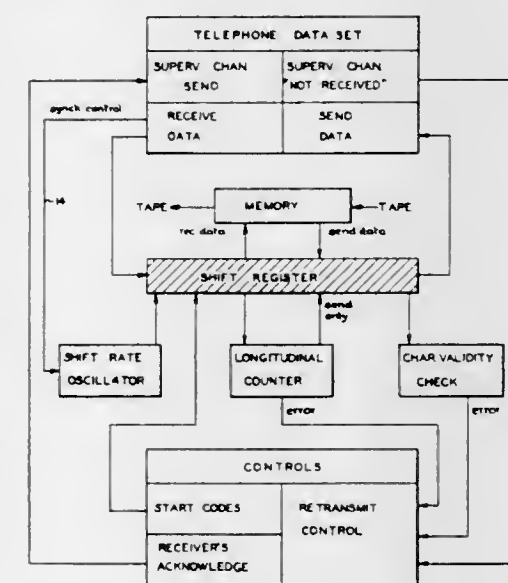 TELEPHONE DATA SET
SUPERV CHAN
SEND
SUPERV CHAN
"NOT RECEIVED"
synch control
RECEIVE
DATA
SEND
DATA
14
TAPE
MEMORY
TAPE
rec data
send data
SHIFT REGISTER
send
only
SHIFT RATE
OSCILLATOR
LONGITUDINAL
COUNTER
CHAR VALIDITY
CHECK
error
error
CONTROLS
START CODES
RETRANSMIT
CONTROL
RECEIVER'S
ACKNOWLEDGE